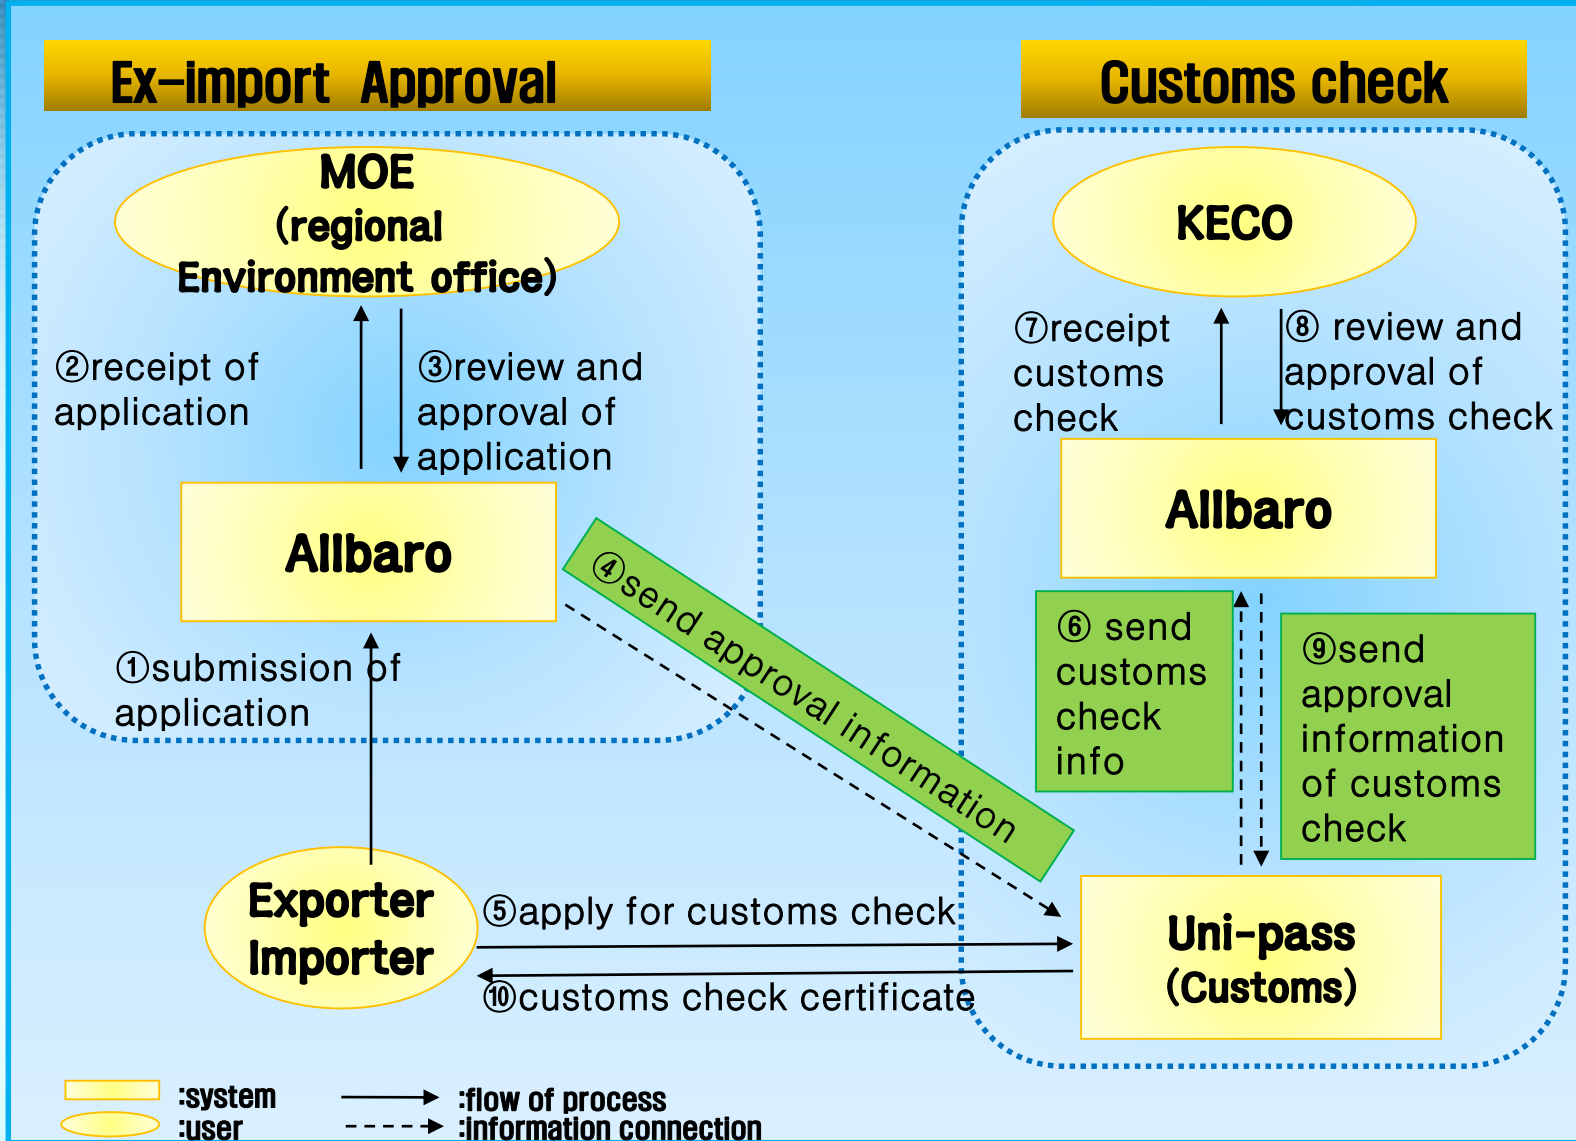 Ex-import Approval
Customs check
MOE
(regional
Environment office)
②receipt of
application
③review and
approval of
application
Allbaro
①submission of
application
④send approval information
Exporter
Importer
⑤apply for customs check
⑩customs check certificate
KECO
⑦receipt
customs
check
⑧ review and
approval of
customs check
Allbaro
⑥ send
customs
check
info
⑨send
approval
information
of customs
check
Uni-pass
(Customs)
:system
:flow of process
:user
:information connection